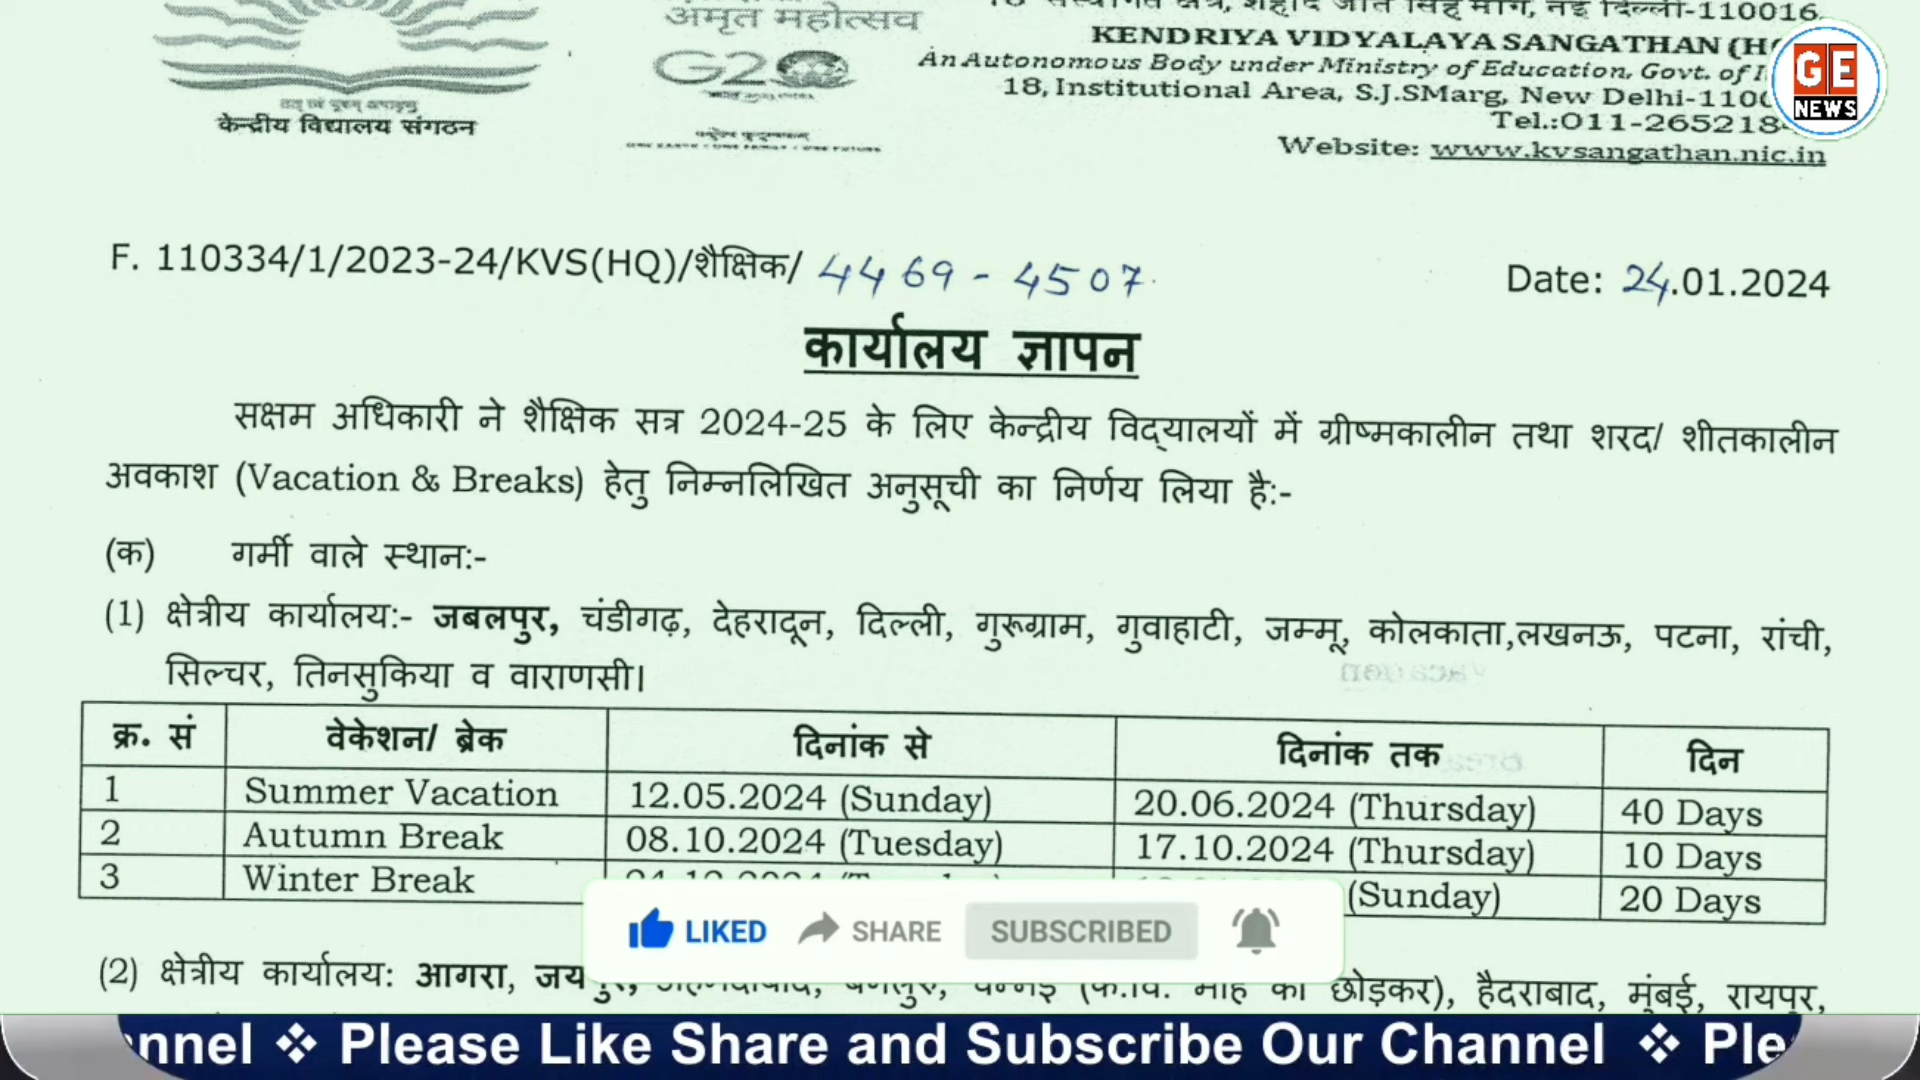 अमृत महोत्सव
G20
KENDRIYA VIDYALAYA SANGATHAN
An Autonomous Body under Ministry of Education, Govt. of
18, Institutional Area, S.J.SMarg, New Delhi-
Tel.:011-265218
Website: www.kvsangathan.nic.in
केन्द्रीय विद्यालय संगठन
GE
NEWS
F. 110334/1/2023-24/KVS(HQ)/शैक्षिक/ 4469 - 4507
Date: 24.01.2024
कार्यालय ज्ञापन
सक्षम अधिकारी ने शैक्षिक सत्र 2024-25 के लिए केन्द्रीय विद्यालयों में ग्रीष्मकालीन तथा शरद/ शीतकालीन
अवकाश (Vacation & Breaks) हेतु निम्नलिखित अनुसूची का निर्णय लिया है:-
(क) गर्मी वाले स्थान:-
(1) क्षेत्रीय कार्यालय:- जबलपुर, चंडीगढ़, देहरादून, दिल्ली, गुरूग्राम, गुवाहाटी, जम्मू, कोलकाता,लखनऊ, पटना, रांची,
सिल्चर, तिनसुकिया व वाराणसी।
क्र. सं वेकेशन/ ब्रेक दिनांक से दिनांक तक दिन
1 Summer Vacation 12.05.2024 (Sunday) 20.06.2024 (Thursday) 40 Days
2 Autumn Break 08.10.2024 (Tuesday) 17.10.2024 (Thursday) 10 Days
3 Winter Break (Sunday) 20 Days
LIKED SHARE SUBSCRIBED
(2) क्षेत्रीय कार्यालय: आगरा, छोड़कर), हैदराबाद, मुंबई, रायपुर,
nnel ❖ Please Like Share and Subscribe Our Channel ❖ Ple